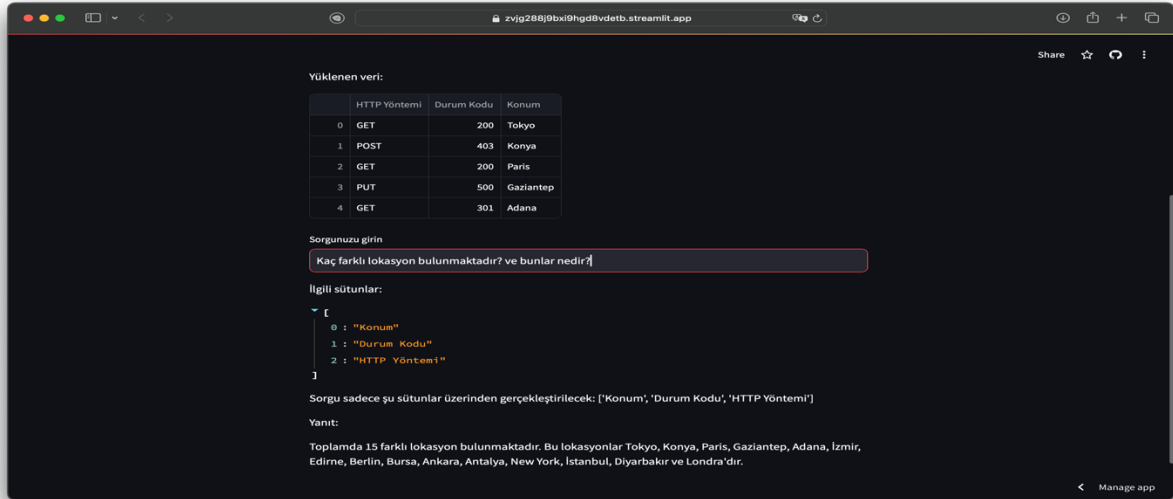 zvjg288j9bxi9hgd8vdetb.streamlit.app
Share
Yüklenen veri:
HTTP Yöntemi Durum Kodu Konum
0 GET 200 Tokyo
1 POST 403 Konya
2 GET 200 Paris
3 PUT 500 Gaziantep
4 GET 301 Adana
Sorgunuzu girin
Kaç farklı lokasyon bulunmaktadır? ve bunlar nedir?
İlgili sütunlar:
[
0 : "Konum"
1 : "Durum Kodu"
2 : "HTTP Yöntemi"
]
Sorgu sadece şu sütunlar üzerinden gerçekleştirilecek: ['Konum', 'Durum Kodu', 'HTTP Yöntemi']
Yanıt:
Toplamda 15 farklı lokasyon bulunmaktadır. Bu lokasyonlar Tokyo, Konya, Paris, Gaziantep, Adana, İzmir,
Edirne, Berlin, Bursa, Ankara, Antalya, New York, İstanbul, Diyarbakır ve Londra'dır.
< Manage app